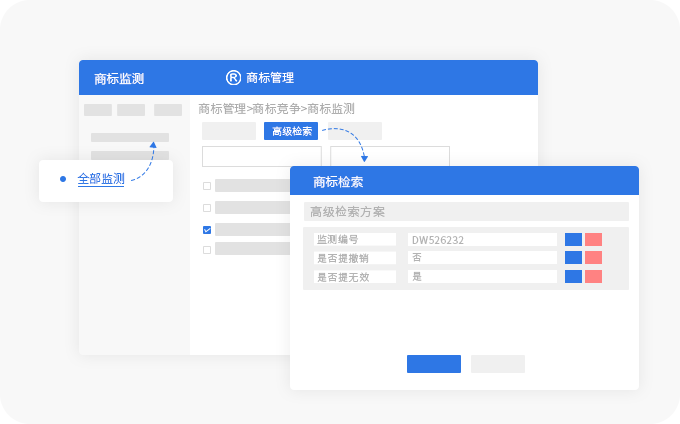 商标监测
®商标管理
商标管理>商标竞争>商标监测
高级检索
全部监测
商标检索
高级检索方案
监测编号 DW526232
是否提撤销 否
是否提无效 是